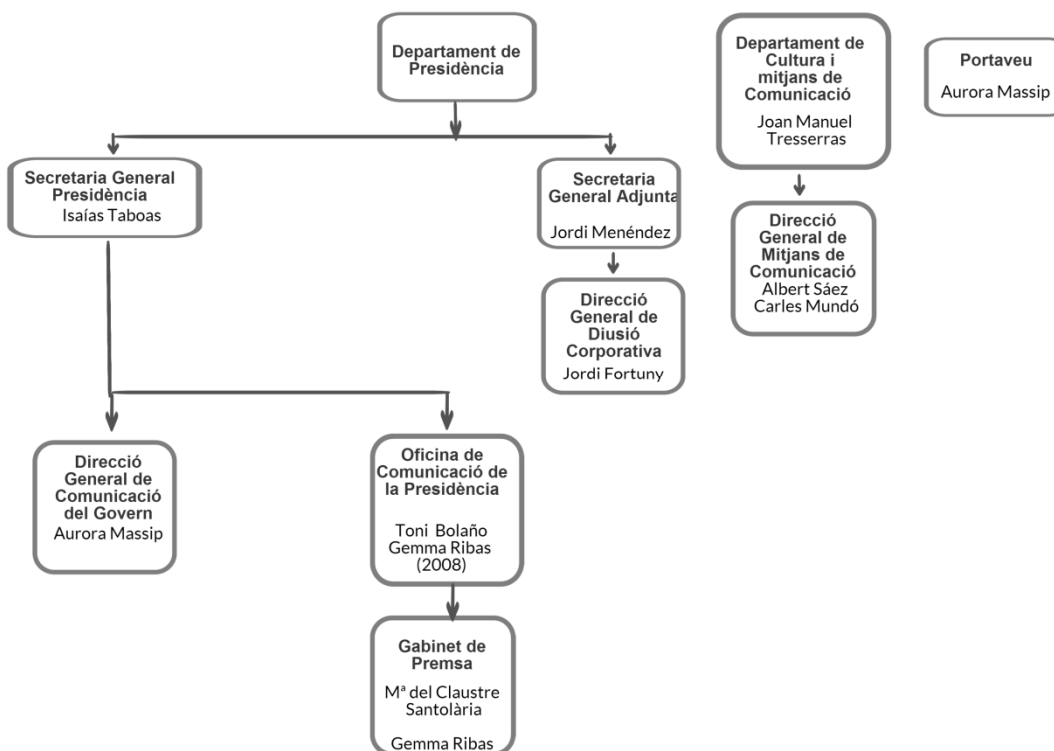 Departament de
Presidència
Departament de
Cultura i
mitjans de
Comunicació
Joan Manuel
Tresserras
Portaveu
Aurora Massip
Secretaria General
Presidència
Isaías Taboas
Secretaria
General Adjunta
Jordi Menéndez
Direcció
General de
Mitjans de
Comunicació
Albert Sáez
Carles Mundó
Direcció
General de
Diusió
Corporativa
Jordi Fortuny
Direcció
General de
Comunicació
del Govern
Aurora Massip
Oficina de
Comunicació de
la Presidència
Toni Bolaño
Gemma Ribas
(2008)
Gabinet de
Premsa
Mª del Claustre
Santolària
Gemma Ribas